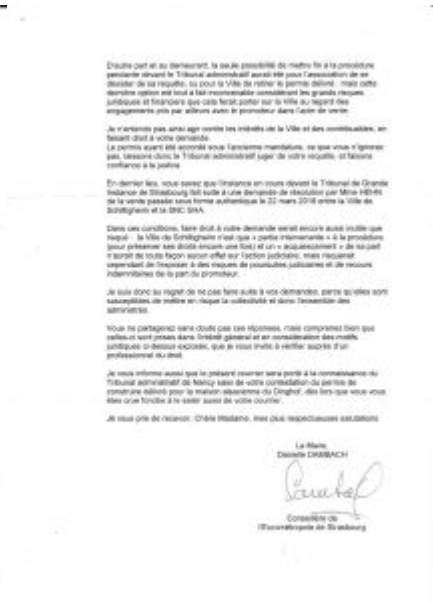 D'autre part et au demeurant, la seule possibilité de mettre fin à la procédure
pendante devant le Tribunal administratif aurait été pour l'association de se
désister de sa requête, ou pour la Ville de retirer le permis délivré : mais cette
dernière option est tout à fait inconcevable considérant les grands risques
juridiques et financiers que cela ferait porter sur la Ville au regard des
engagements pris par ailleurs avec le promoteur dans l'acte de vente.
Je n'entends pas ainsi agir contre les intérêts de la Ville et des contribuables, en
faisant droit à votre demande.
Le permis ayant été accordé sous l'ancienne mandature, ce que vous n'ignorez
pas, laissons donc le Tribunal administratif juger de votre requête, et faisons
confiance à la justice.
En dernier lieu, vous savez que l'instance en cours devant le Tribunal de Grande
Instance de Strasbourg fait suite à une demande de résolution par Mme HEHN
de la vente passée sous forme authentique le 22 mars 2018 entre la Ville de
Schiltigheim et la SNC SHA.
Dans ces conditions, faire droit à votre demande serait encore aussi inutile que
risqué : la Ville de Schiltigheim n'est que « partie intervenante » à la procédure
(pour préserver ses droits encore une fois) et un « acquiescement » de sa part
n'aurait de toute façon aucun effet sur l'action judiciaire, mais risquerait
cependant de l'exposer à des risques de poursuites judiciaires et de recours
indemnitaires de la part du promoteur.
Je suis donc au regret de ne pas faire suite à vos demandes, parce qu'elles sont
susceptibles de mettre en risque la collectivité et donc l'ensemble des
administrés.
Vous ne partagerez sans doute pas ces réponses, mais comprenez bien que
celles-ci sont prises dans l'intérêt général et en considération des motifs
juridiques ci-dessus exposés, que je vous invite à vérifier auprès d'un
professionnel du droit.
Je vous informe aussi que le présent courrier sera porté à la connaissance du
Tribunal administratif de Nancy saisi de votre contestation du permis de
construire délivré pour la maison alsacienne du Dinghof, dès lors que vous vous
êtes crue fondée à le saisir aussi de votre courrier.
Je vous prie de recevoir, Chère Madame, mes plus respectueuses salutations
La Maire,
Danielle DAMBACH
Conseillère de
l'Eurométropole de Strasbourg